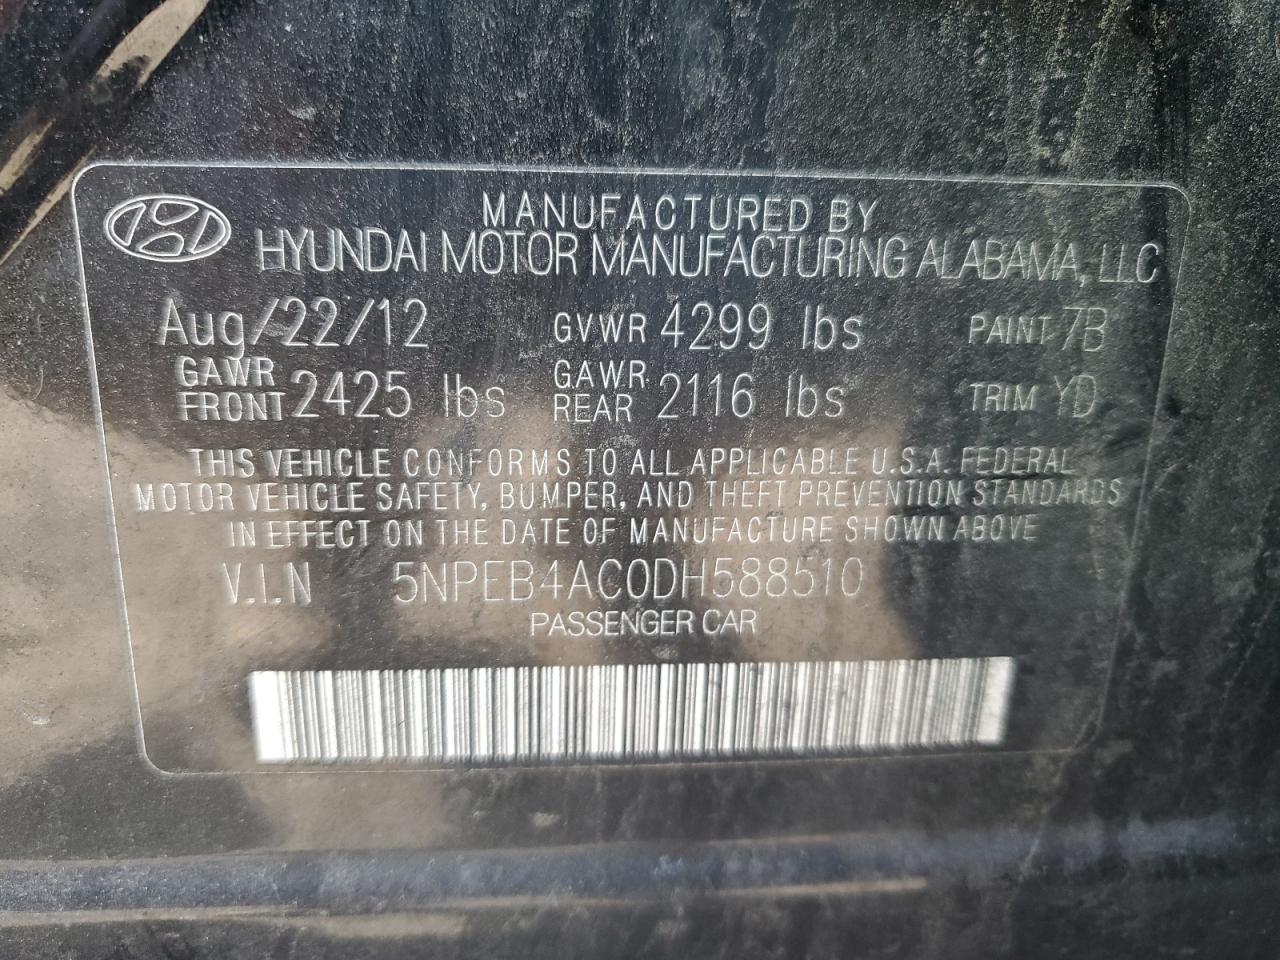 MANUFACTURED BY
HYUNDAI MOTOR MANUFACTURING ALABAMA, LLC
Aug/22/12 GVWR 4299 lbs PAINT 7B
GAWR FRONT 2425 lbs GAWR REAR 2116 lbs TRIM YD
THIS VEHICLE CONFORMS TO ALL APPLICABLE U.S.A. FEDERAL
MOTOR VEHICLE SAFETY, BUMPER, AND THEFT PREVENTION STANDARDS
IN EFFECT ON THE DATE OF MANUFACTURE SHOWN ABOVE
V.I.N 5NPEB4AC0DH588510
PASSENGER CAR